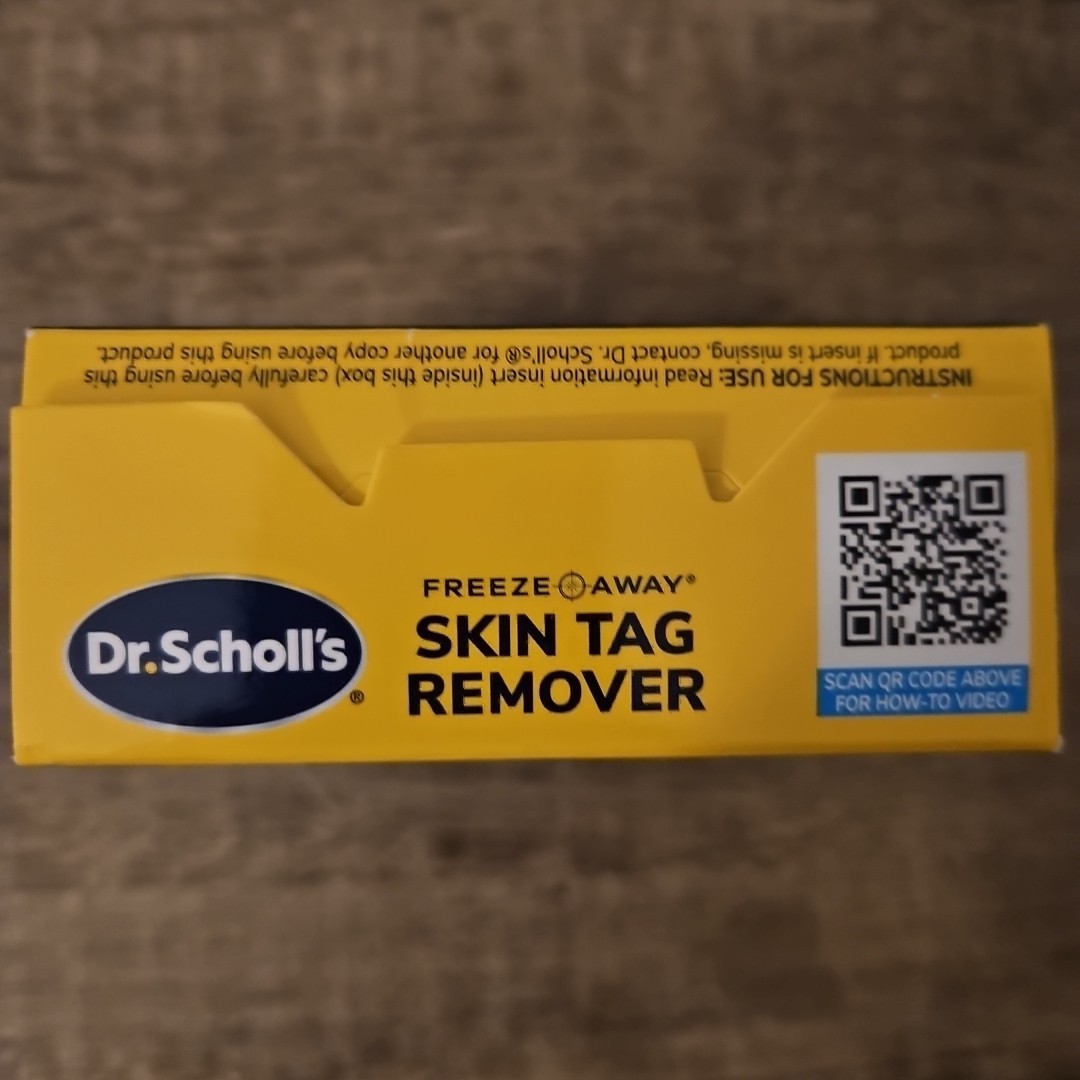 INSTRUCTIONS FOR USE: Read information insert (inside this box) carefully before using this
product. If insert is missing, contact Dr. Scholl's® for another copy before using this product.
FREEZE AWAY®
SKIN TAG
REMOVER
Dr.Scholl's®
SCAN QR CODE ABOVE
FOR HOW-TO VIDEO